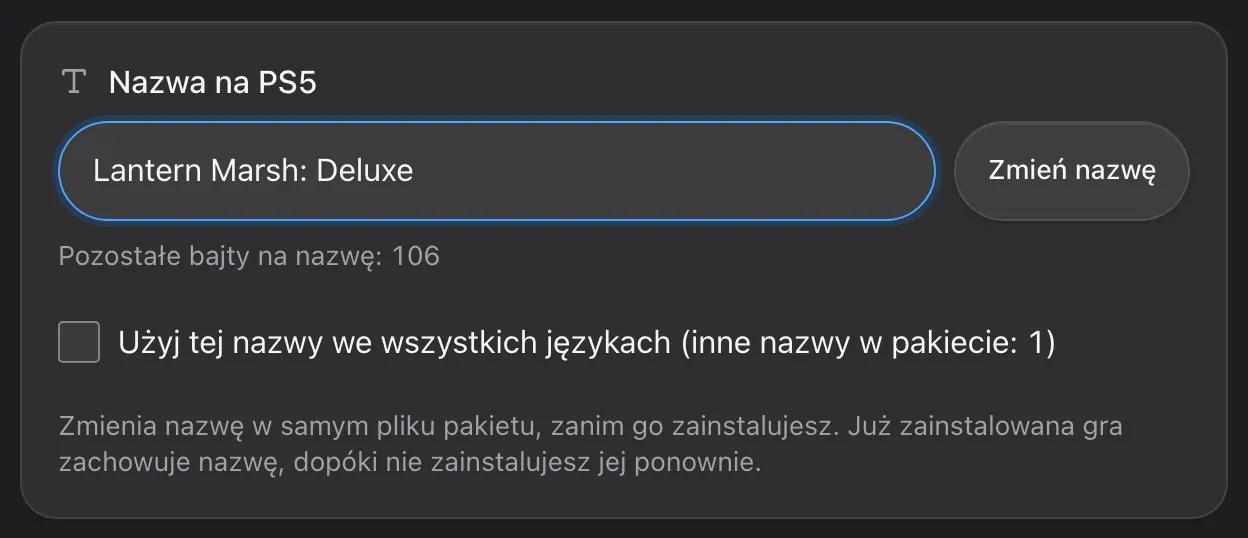 Nazwa na PS5
Lantern Marsh: Deluxe
Zmień nazwę
Pozostałe bajty na nazwę: 106
Użyj tej nazwy we wszystkich językach (inne nazwy w pakiecie: 1)
Zmienia nazwę w samym pliku pakietu, zanim go zainstalujesz. Już zainstalowana gra
zachowuje nazwę, dopóki nie zainstalujesz jej ponownie.